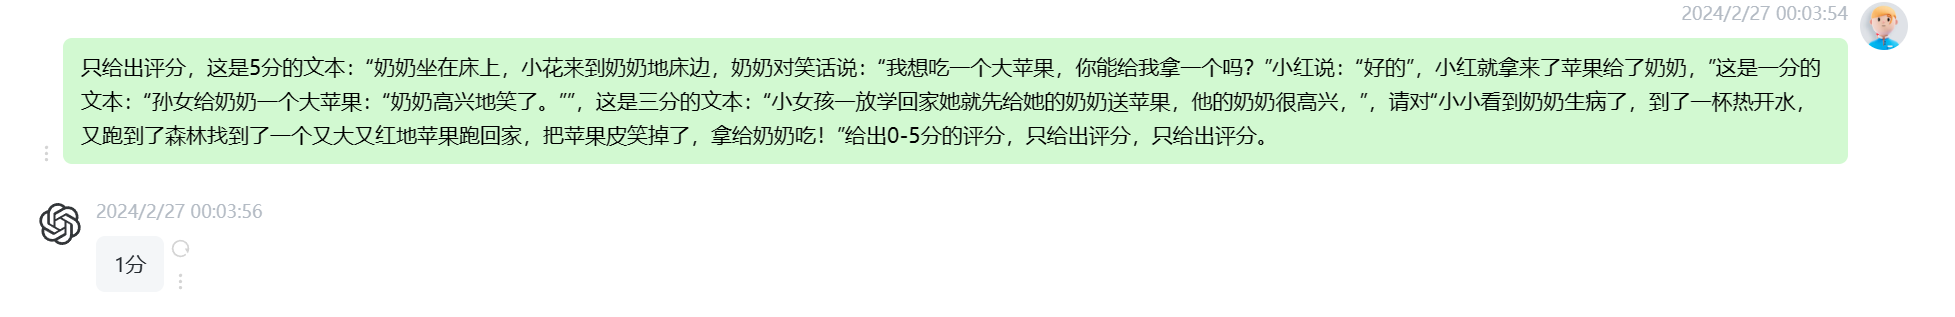 2024/2/27 00:03:54
只给出评分，这是5分的文本：“奶奶坐在床上，小花来到奶奶地床边，奶奶对笑话说：“我想吃一个大苹果，你能给我拿一个吗？”小红说：“好的”，小红就拿来了苹果给了奶奶，”这是一分的
文本：“孙女给奶奶一个大苹果：“奶奶高兴地笑了。””，这是三分的文本：“小女孩一放学回家她就先给她的奶奶送苹果，他的奶奶很高兴，”，请对“小小看到奶奶生病了，到了一杯热开水，
又跑到了森林找到了一个又大又红地苹果跑回家，把苹果皮笑掉了，拿给奶奶吃！”给出0-5分的评分，只给出评分，只给出评分。
2024/2/27 00:03:56
1分